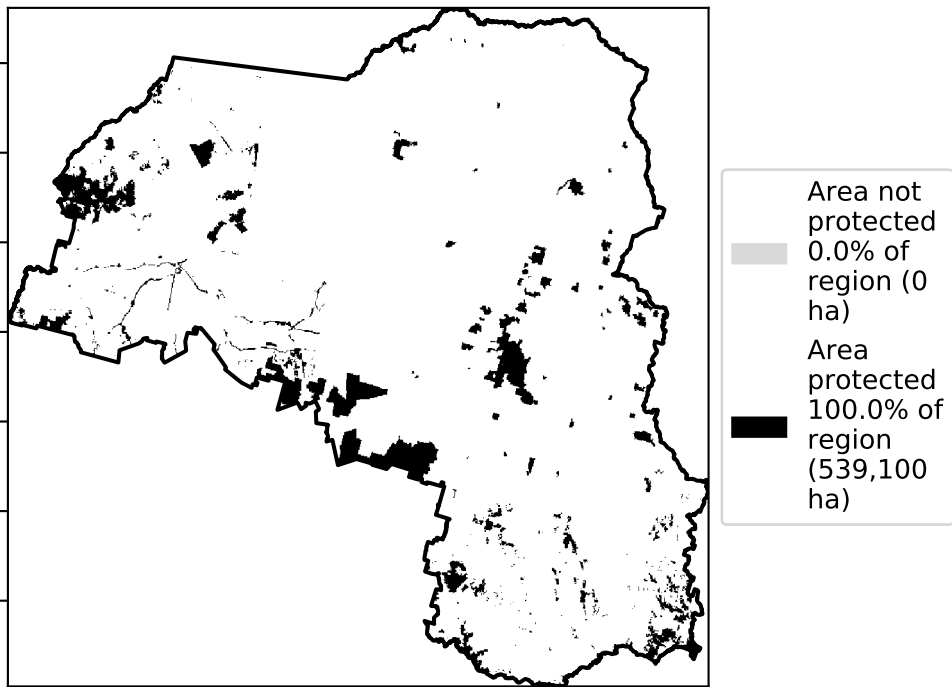 Area not
protected
0.0% of
region (0
ha)
Area
protected
100.0% of
region
(539,100
ha)